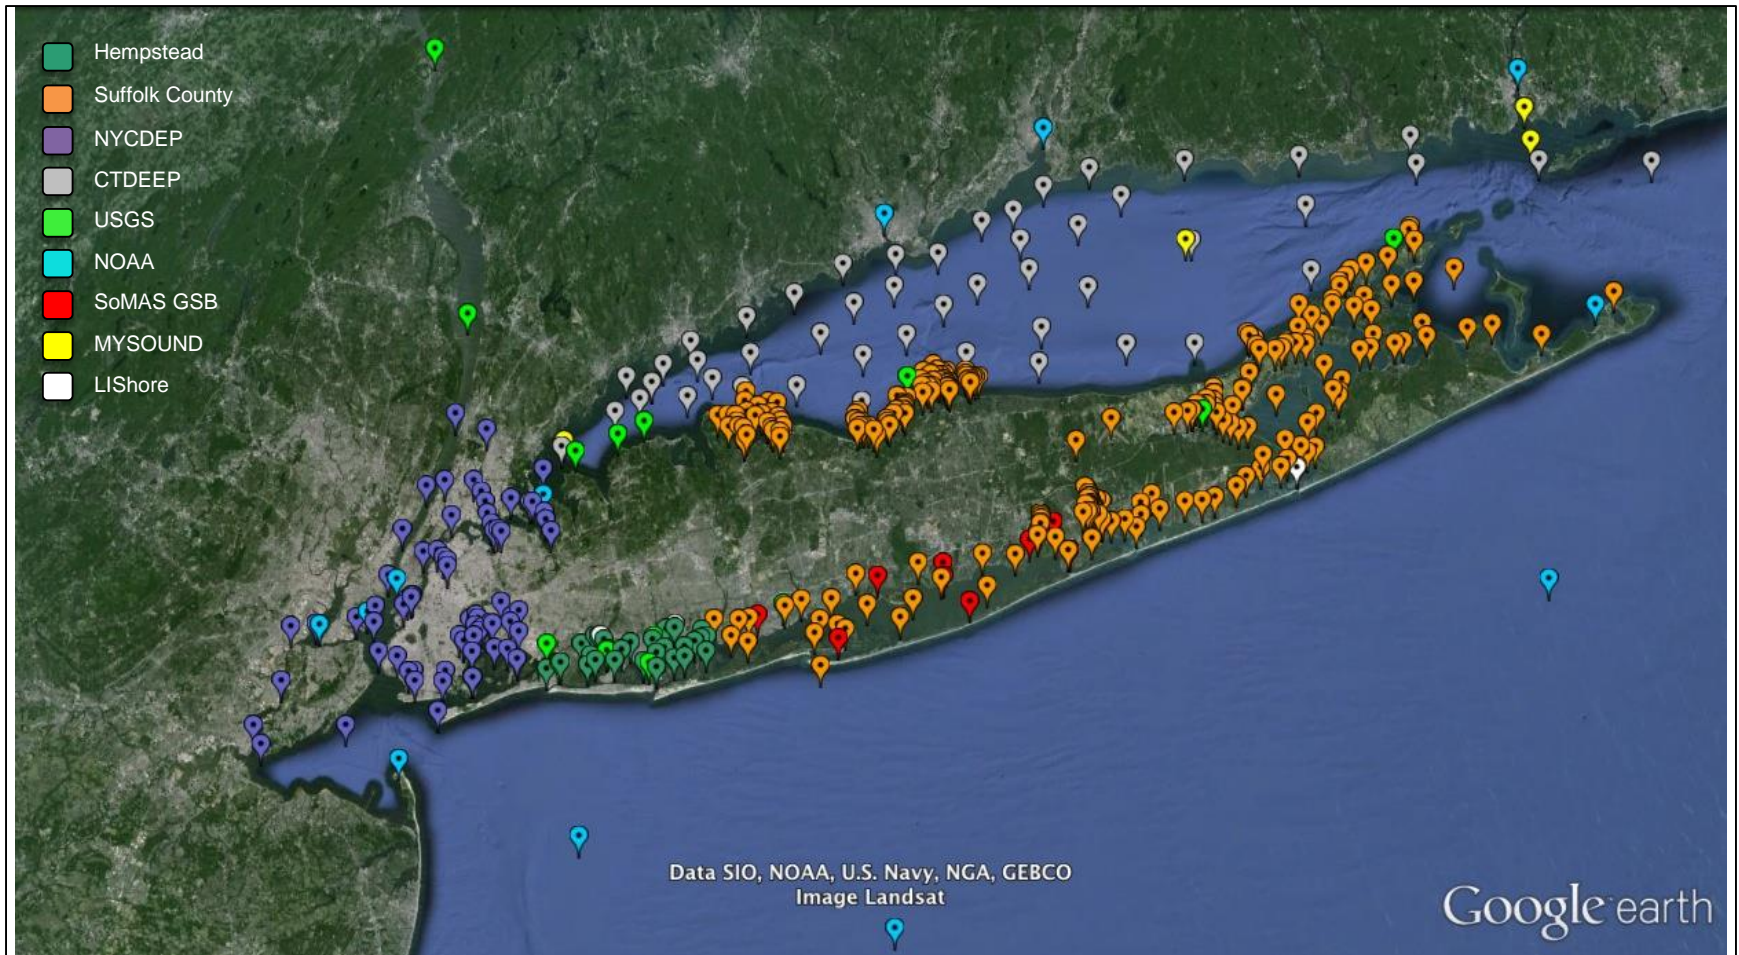 Hempstead
Suffolk County
NYCDEP
CTDEEP
USGS
NOAA
SoMAS GSB
MYSOUND
LIShore
Data SIO, NOAA, U.S. Navy, NGA, GEBCO
Image Landsat
Google earth